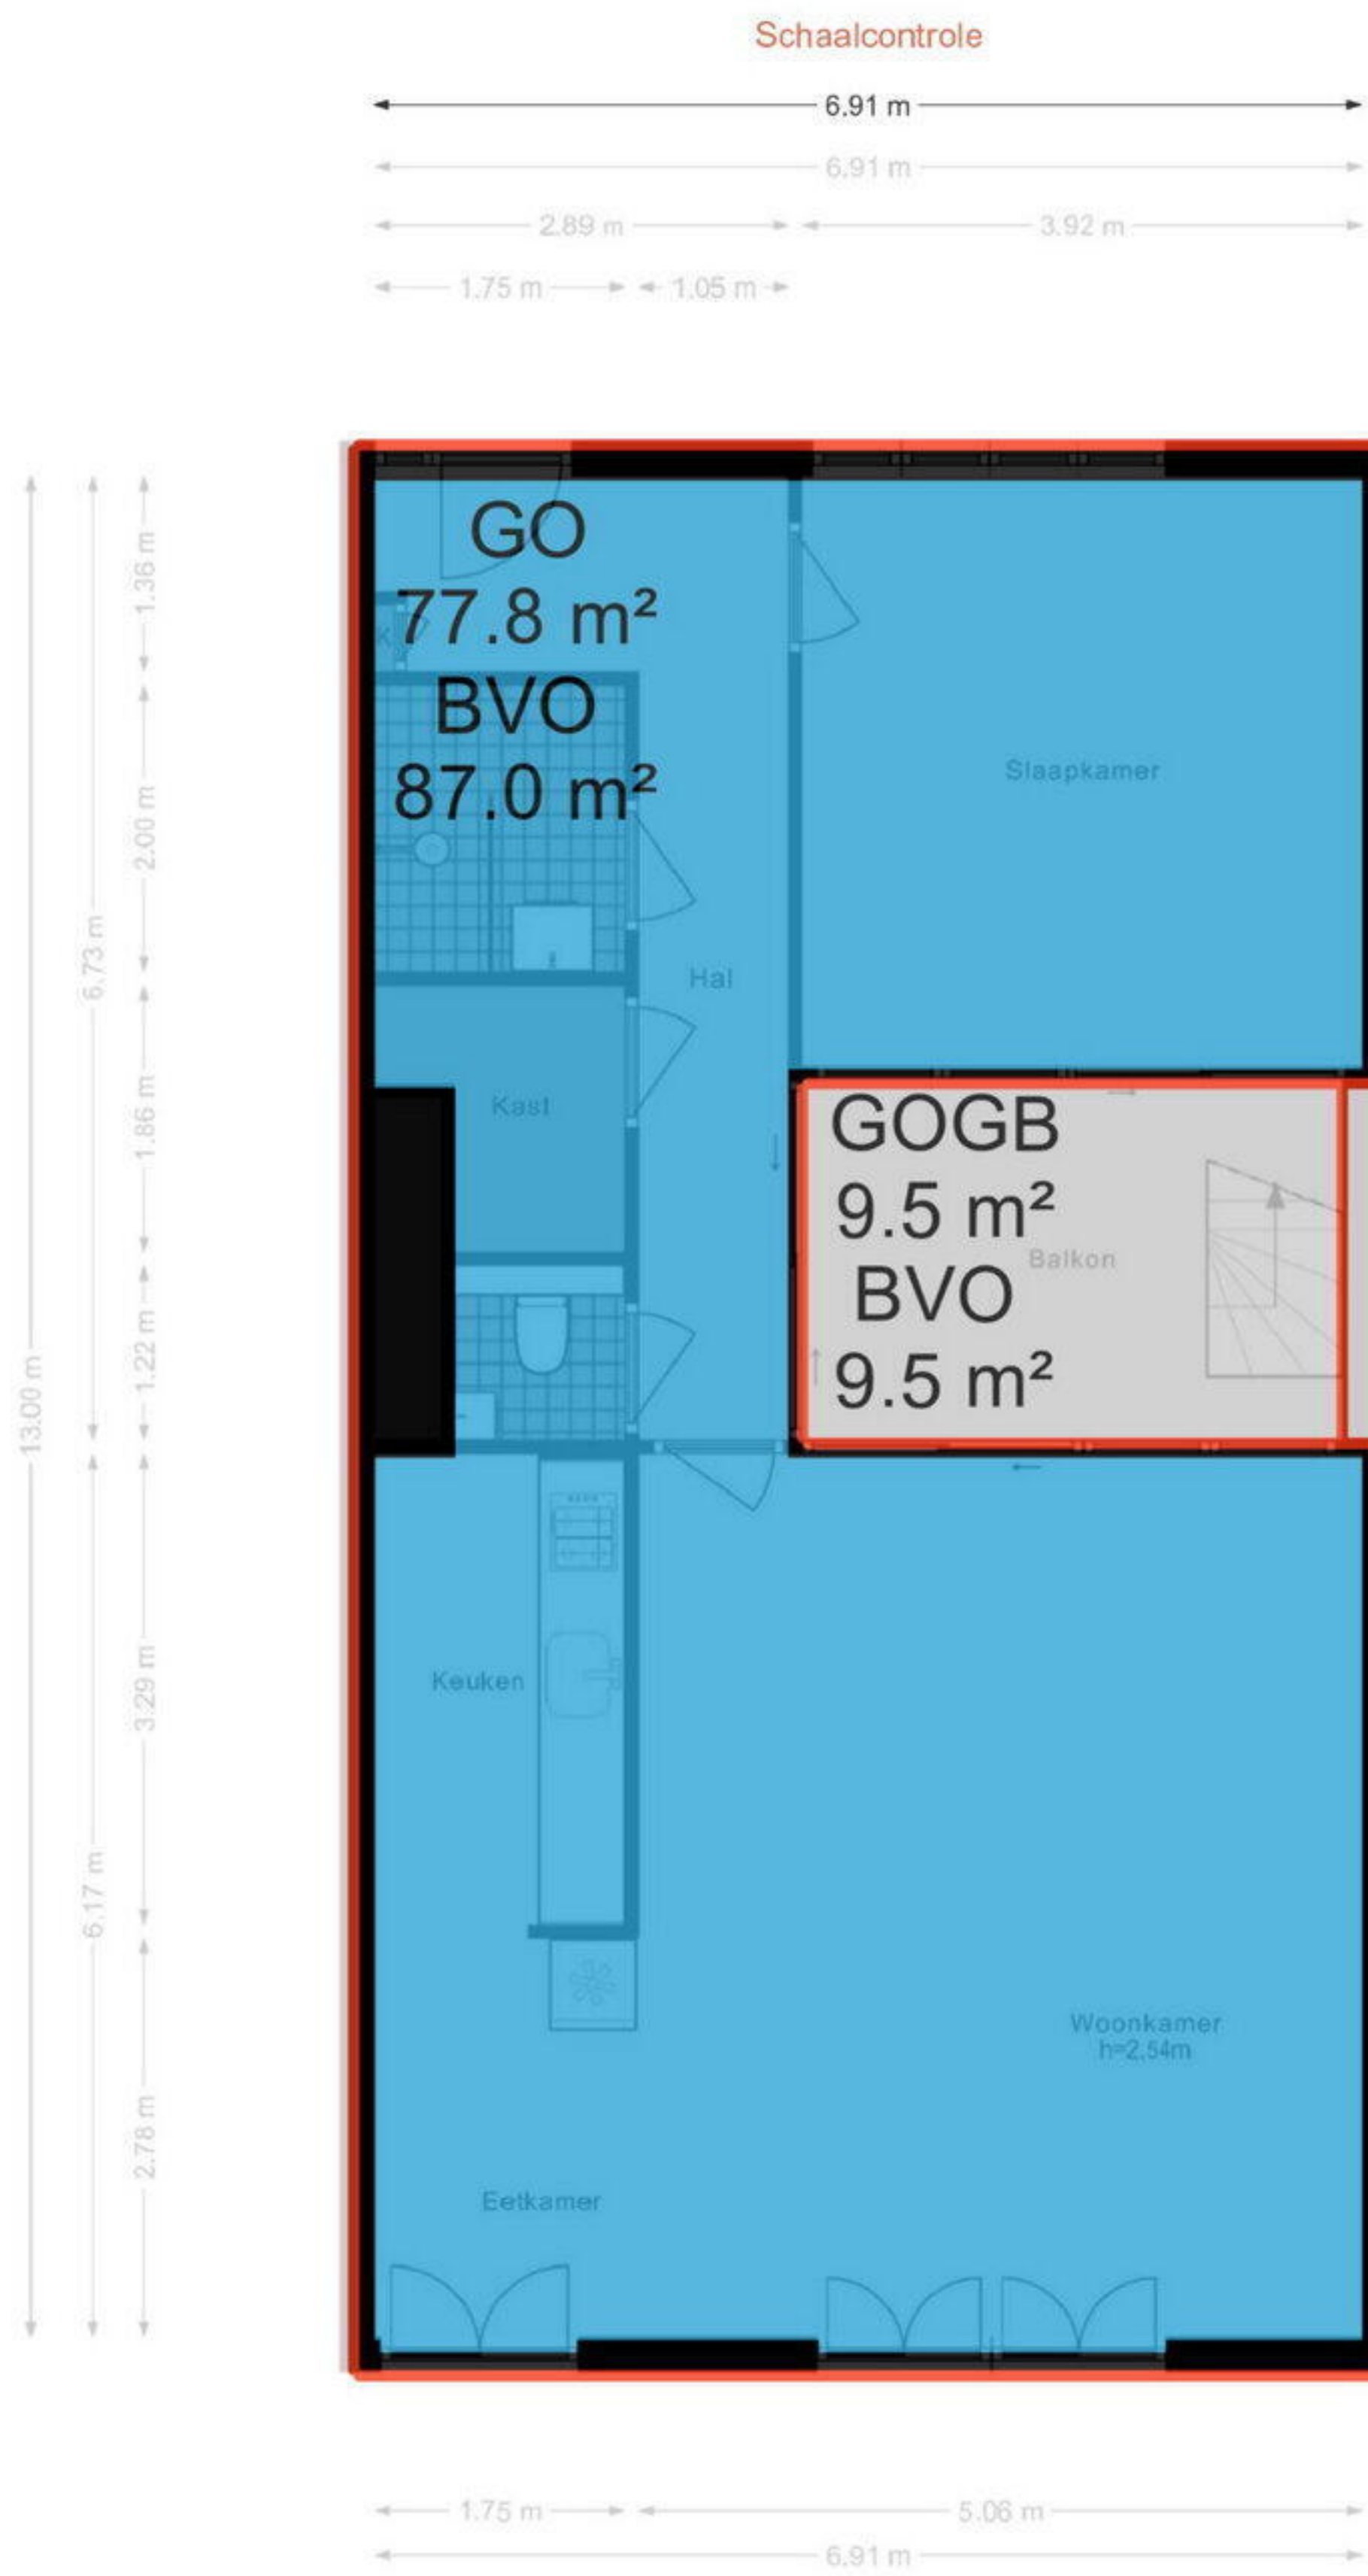 Schaalcontrole
6.91 m
6.91 m
2.89 m
3.92 m
1.75 m
1.05 m
13.00 m
6.73 m
6.17 m
1.36 m
2.00 m
1.86 m
1.22 m
3.29 m
2.78 m
GO
77.8 m²
K
BVO
87.0 m²
Slaapkamer
Hal
Kast
GOGB
9.5 m²
Balkon
BVO
9.5 m²
Keuken
Woonkamer
h=2,54m
Eetkamer
1.75 m
5.06 m
6.91 m